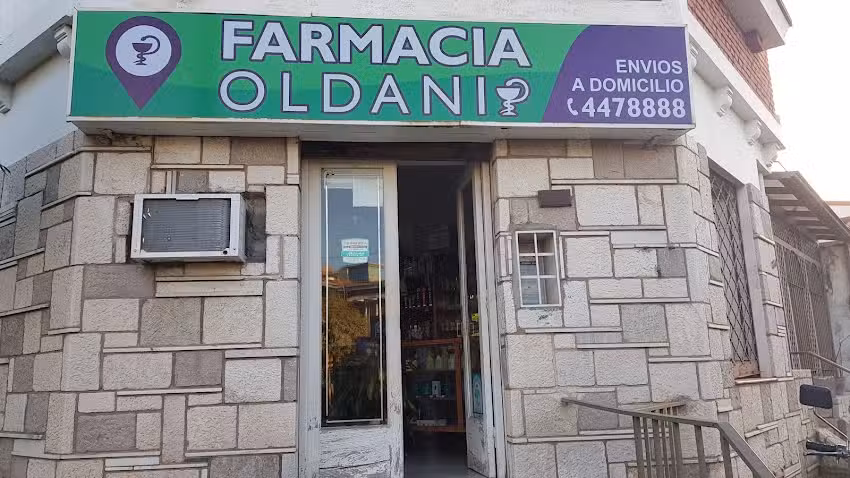 FARMACIA
OLDANI
ENVIOS
A DOMICILIO
4478888